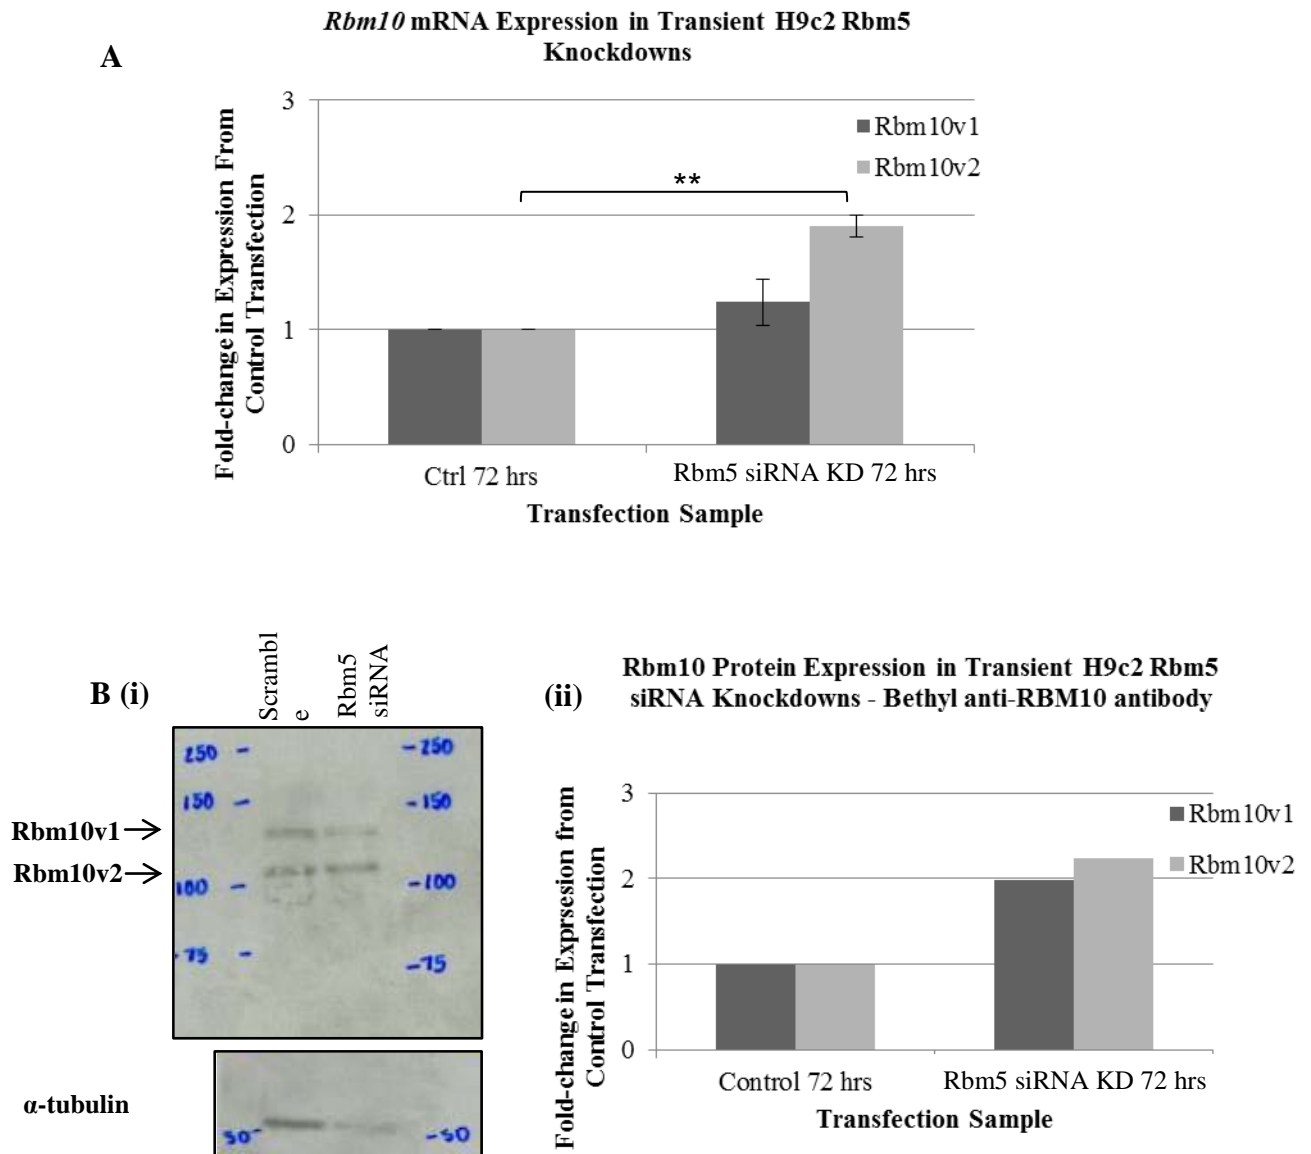 A
Rbm10 mRNA Expression in Transient H9c2 Rbm5
Knockdowns
Fold-change in Expression From
Control Transfection
3
2
1
0
**
Rbm10v1
Rbm10v2
Ctrl 72 hrs
Rbm5 siRNA KD 72 hrs
Transfection Sample
B (i)
Scrambl
e
Rbm5
siRNA
250 -
-250
150 -
-150
Rbm10v1
Rbm10v2
100 -
-100
-75 -
-75
α-tubulin
50-
-50
(ii)
Rbm10 Protein Expression in Transient H9c2 Rbm5
siRNA Knockdowns - Bethyl anti-RBM10 antibody
Fold-change in Exprsesion from
Control Transfection
3
2
1
0
Rbm10v1
Rbm10v2
Control 72 hrs
Rbm5 siRNA KD 72 hrs
Transfection Sample